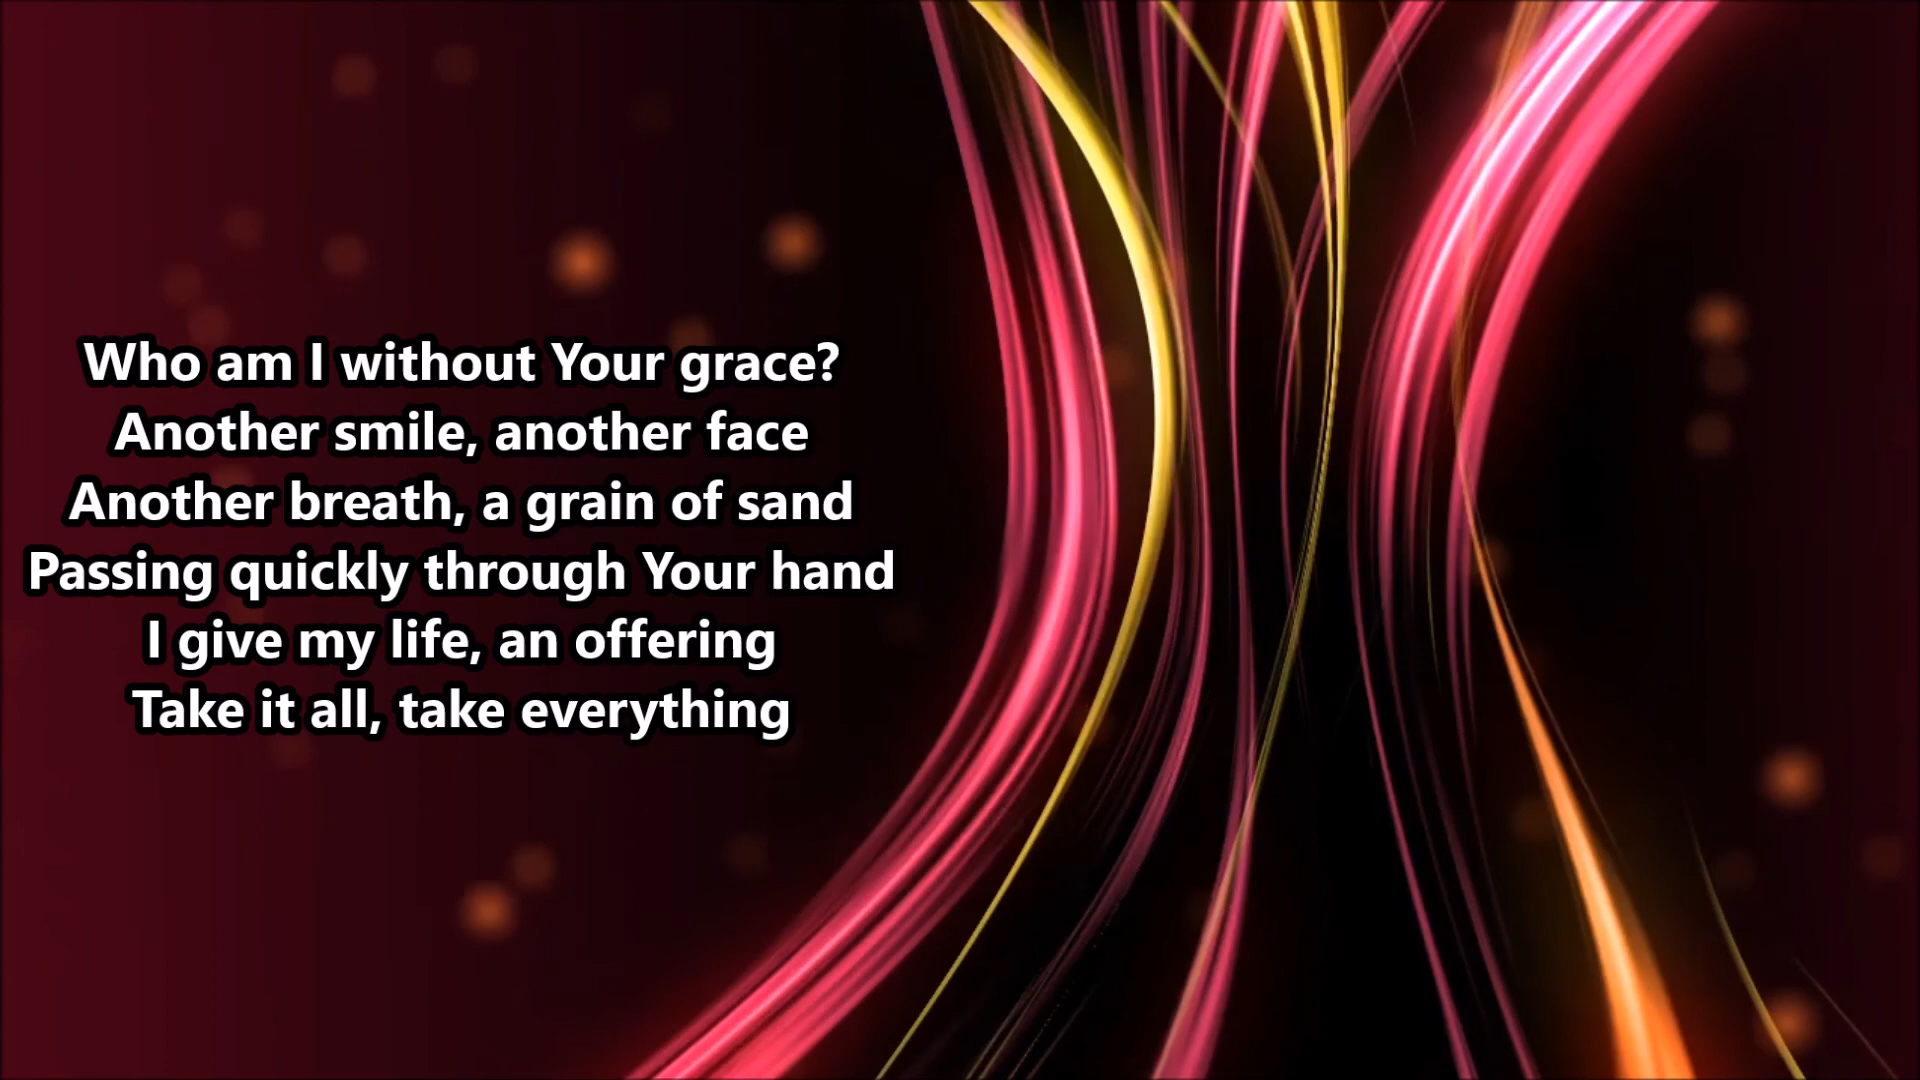 Who am I without Your grace?
Another smile, another face
Another breath, a grain of sand
Passing quickly through Your hand
I give my life, an offering
Take it all, take everything